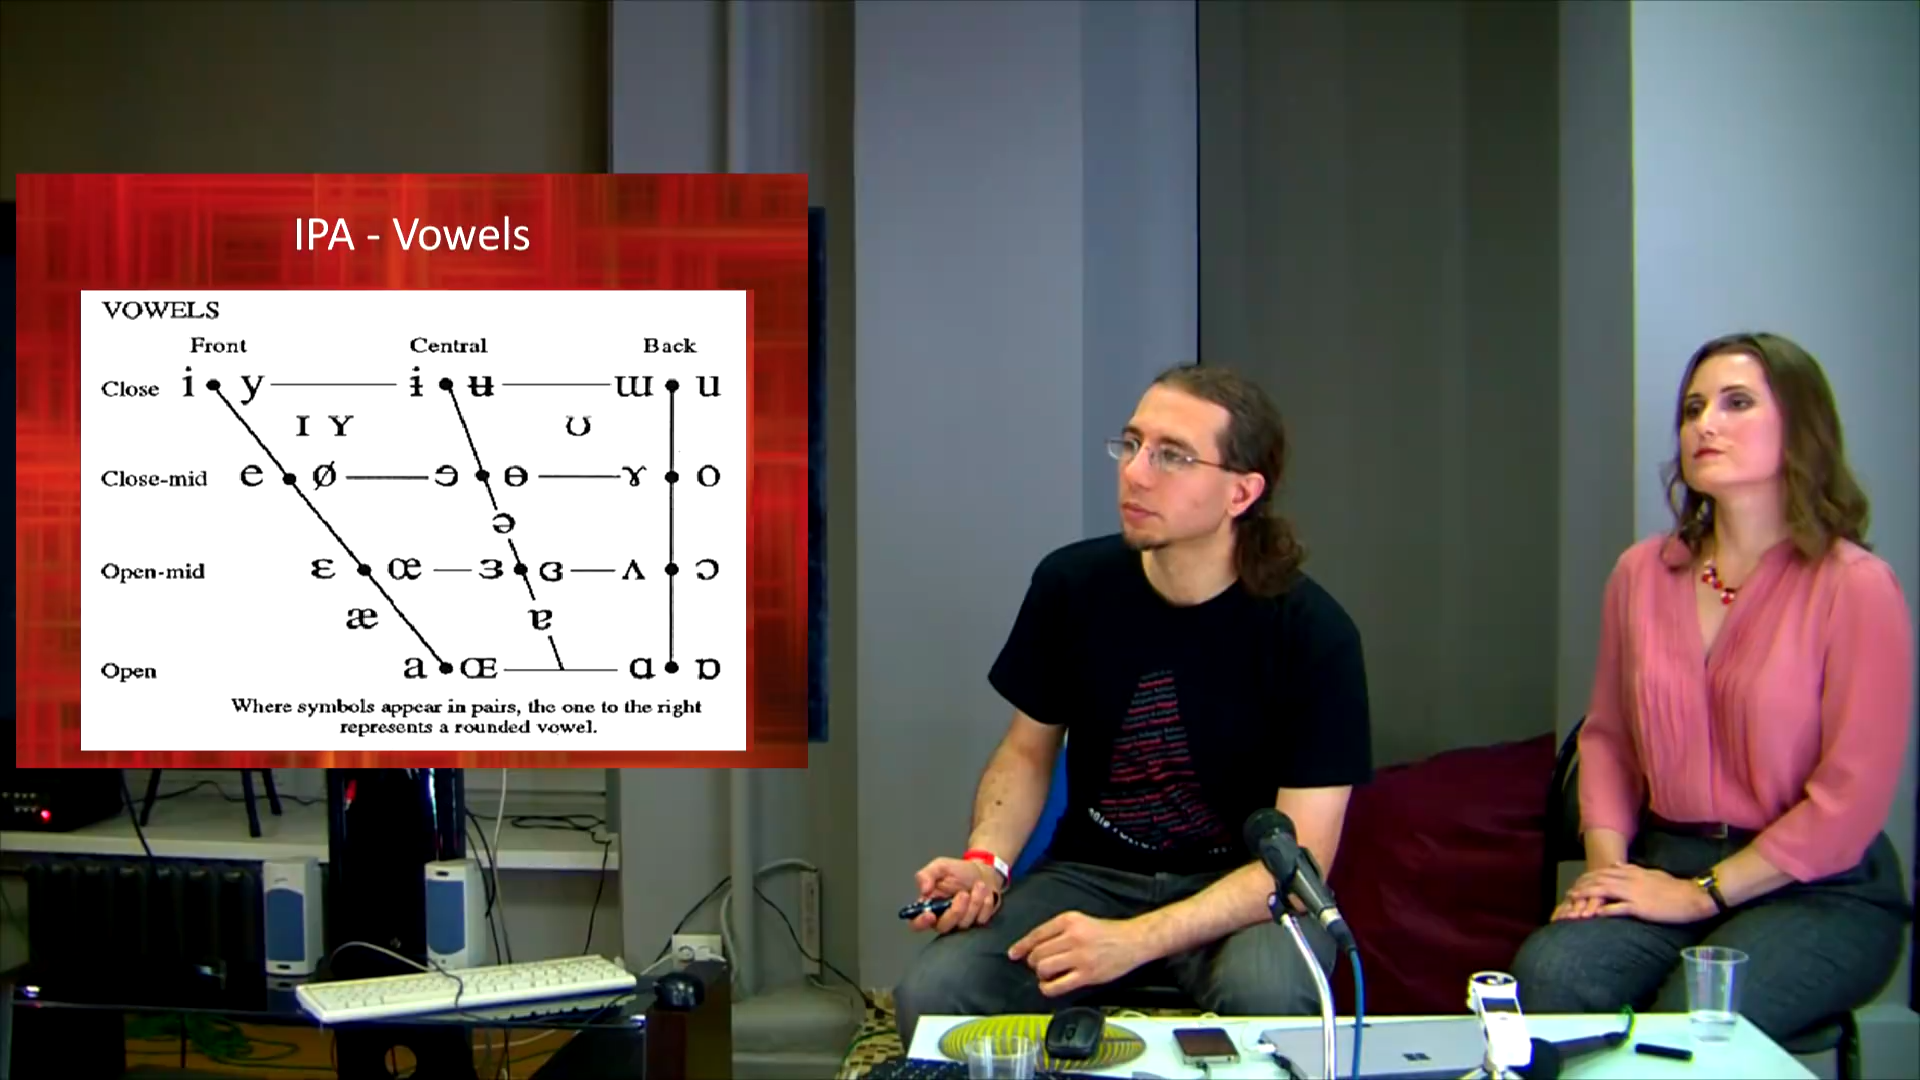 IPA - Vowels
VOWELS
Front Central Back
Close i y ɨ ʉ ɯ u
ɪ ʏ ʊ
Close-mid e ø ɘ ɵ ɤ o
ə
Open-mid ɛ œ ɜ ɞ ʌ ɔ
æ ɐ
Open a ɶ ɑ ɒ
Where symbols appear in pairs, the one to the right
represents a rounded vowel.